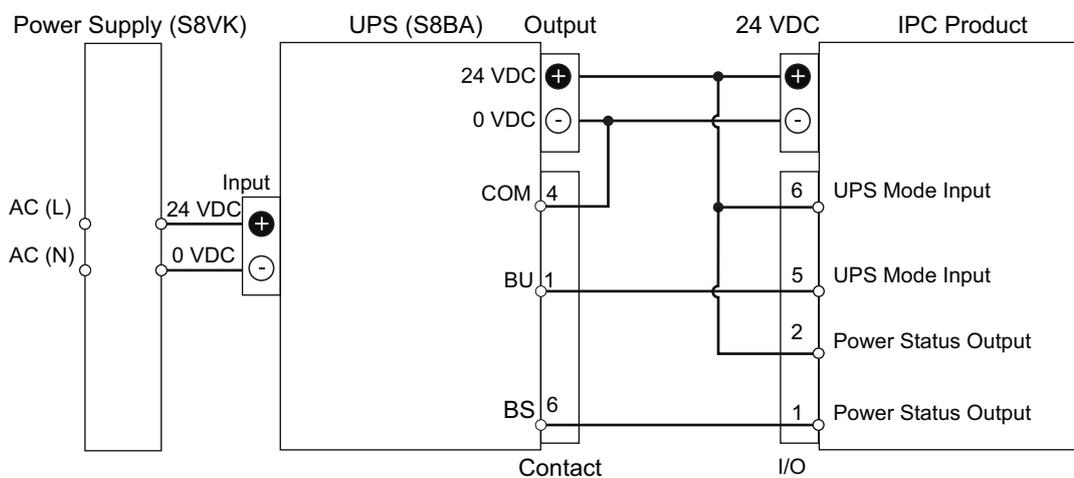 Power Supply (S8VK)
UPS (S8BA)
Output
24 VDC
IPC Product
24 VDC
+
+
0 VDC
-
-
Input
COM
4
6
UPS Mode Input
AC (L)
24 VDC
+
AC (N)
0 VDC
-
BU
1
5
UPS Mode Input
2
Power Status Output
BS
6
1
Power Status Output
Contact
I/O